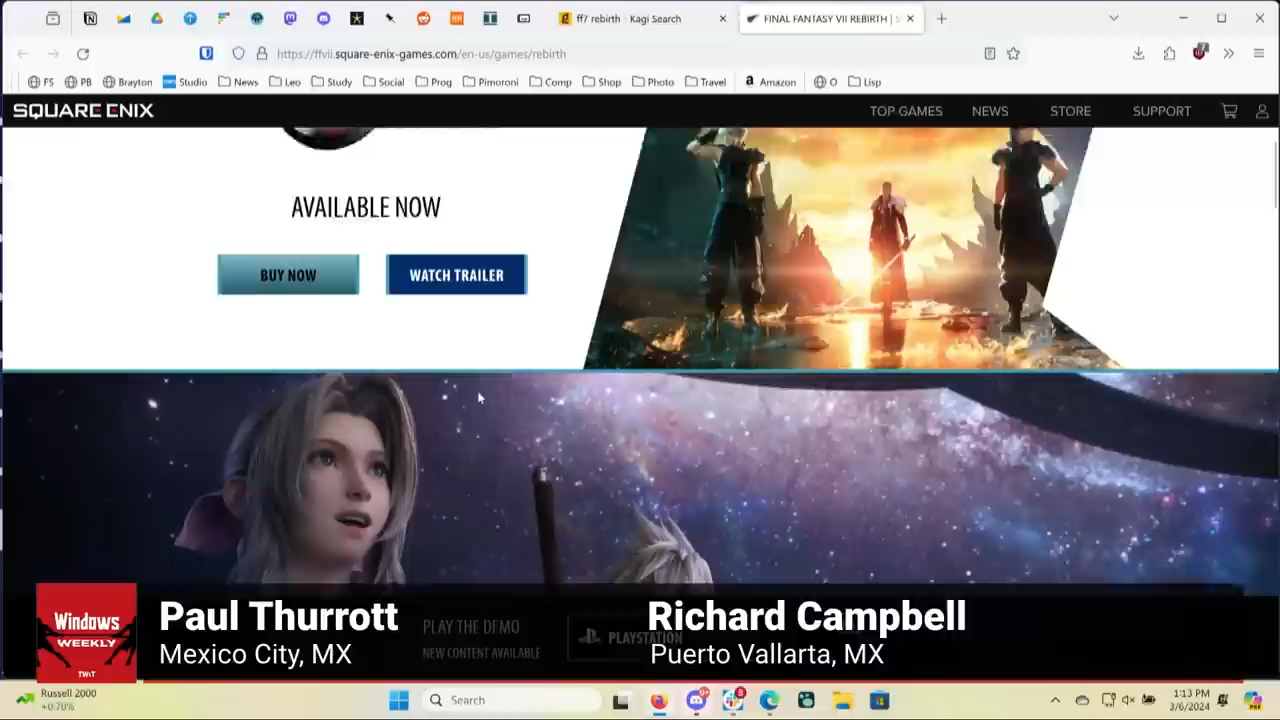 ff7 rebirth - Kagi Search
FINAL FANTASY VII REBIRTH |
https://ffvii.square-enix-games.com/en-us/games/rebirth
FS PB Brayton Studio News Leo Study Social Prog Pimoroni Comp Shop Photo Travel Amazon O Lisp
SQUARE ENIX
TOP GAMES NEWS STORE SUPPORT
AVAILABLE NOW
BUY NOW WATCH TRAILER
Windows
WEEKLY
TWiT
Paul Thurrott
Mexico City, MX
PLAY THE DEMO
NEW CONTENT AVAILABLE
PLAYSTATION
Richard Campbell
Puerto Vallarta, MX
Russell 2000
+0.70%
Search
1:13 PM
3/6/2024